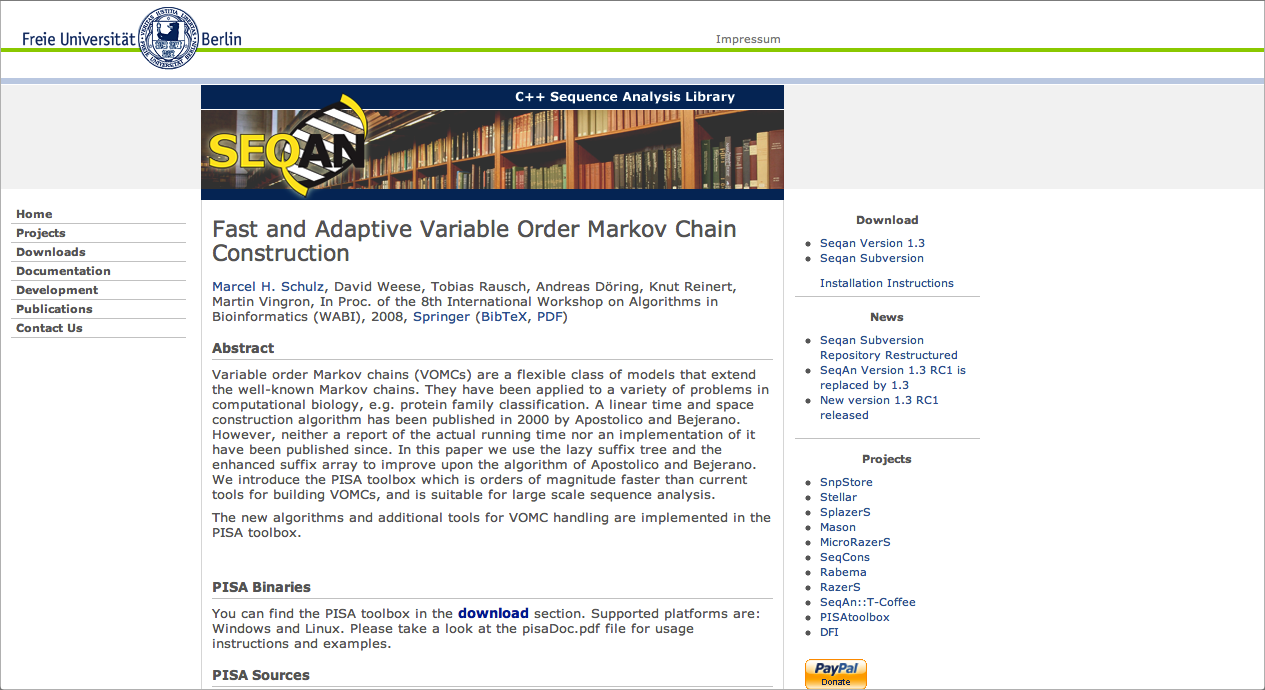 Freie Universität Berlin
Impressum
C++ Sequence Analysis Library
SEQAN
Home
Projects
Downloads
Documentation
Development
Publications
Contact Us
Fast and Adaptive Variable Order Markov Chain
Construction
Marcel H. Schulz, David Weese, Tobias Rausch, Andreas Döring, Knut Reinert,
Martin Vingron, In Proc. of the 8th International Workshop on Algorithms in
Bioinformatics (WABI), 2008, Springer (BibTeX, PDF)
Abstract
Variable order Markov chains (VOMCs) are a flexible class of models that extend
the well-known Markov chains. They have been applied to a variety of problems in
computational biology, e.g. protein family classification. A linear time and space
construction algorithm has been published in 2000 by Apostolico and Bejerano.
However, neither a report of the actual running time nor an implementation of it
have been published since. In this paper we use the lazy suffix tree and the
enhanced suffix array to improve upon the algorithm of Apostolico and Bejerano.
We introduce the PISA toolbox which is orders of magnitude faster than current
tools for building VOMCs, and is suitable for large scale sequence analysis.
The new algorithms and additional tools for VOMC handling are implemented in the
PISA toolbox.
PISA Binaries
You can find the PISA toolbox in the download section. Supported platforms are:
Windows and Linux. Please take a look at the pisaDoc.pdf file for usage
instructions and examples.
PISA Sources
Download
Seqan Version 1.3
Seqan Subversion
Installation Instructions
News
Seqan Subversion
Repository Restructured
SeqAn Version 1.3 RC1 is
replaced by 1.3
New version 1.3 RC1
released
Projects
SnpStore
Stellar
SplazerS
Mason
MicroRazerS
SeqCons
Rabema
RazerS
SeqAn::T-Coffee
PISAtoolbox
DFI
PayPal
Donate